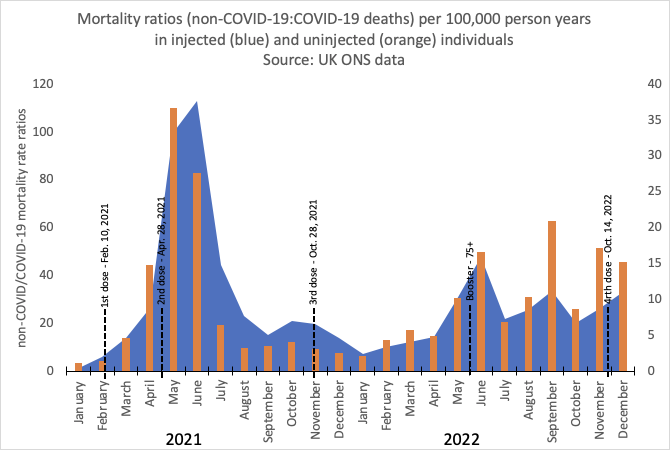 Mortality ratios (non-COVID-19:COVID-19 deaths) per 100,000 person years
in injected (blue) and uninjected (orange) individuals
Source: UK ONS data
non-COVID/COVID-19 mortality rate ratios
120
100
80
60
40
20
0
40
35
30
25
20
15
10
5
0
1st dose - Feb. 10, 2021
2nd dose - Apr. 28, 2021
3rd dose - Oct. 28, 2021
Booster - 75+
4rth dose - Oct. 14, 2022
January
February
March
April
May
June
July
August
September
October
November
December
January
February
March
April
May
June
July
August
September
October
November
December
2021
2022